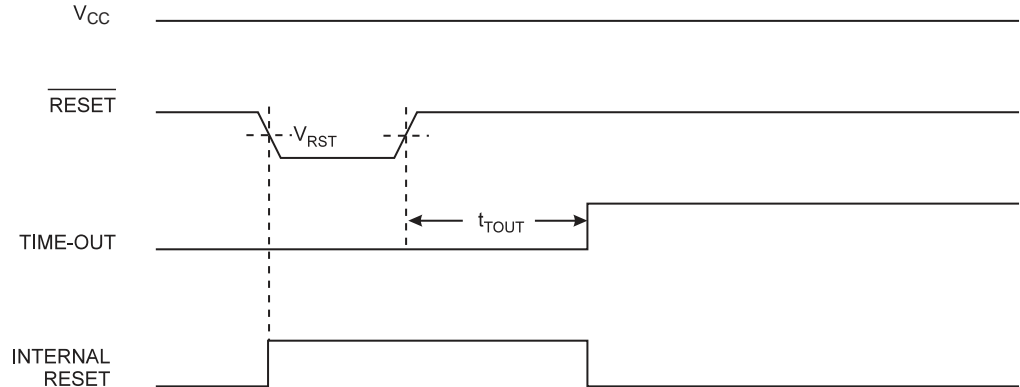 VCC
RESET
VRST
tTOUT
TIME-OUT
INTERNAL
RESET